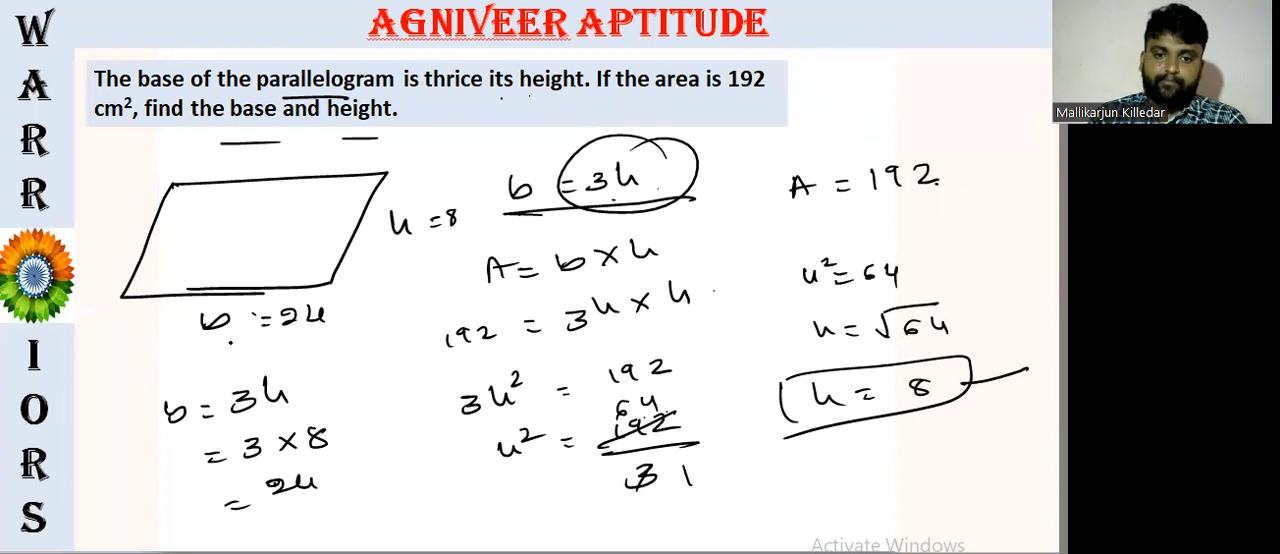 AGNIVEER APTITUDE
WARRIORS
The base of the parallelogram is thrice its height. If the area is 192
cm², find the base and height.
Mallikarjun Killedar
h = 8
b = 24
b = 3h
= 3 × 8
= 24
b = 3h
A = b × h
192 = 3h × h
3h² = 192
64
h² = 192
3 1
A = 192
h² = 64
h = √64
h = 8
Activate Windows